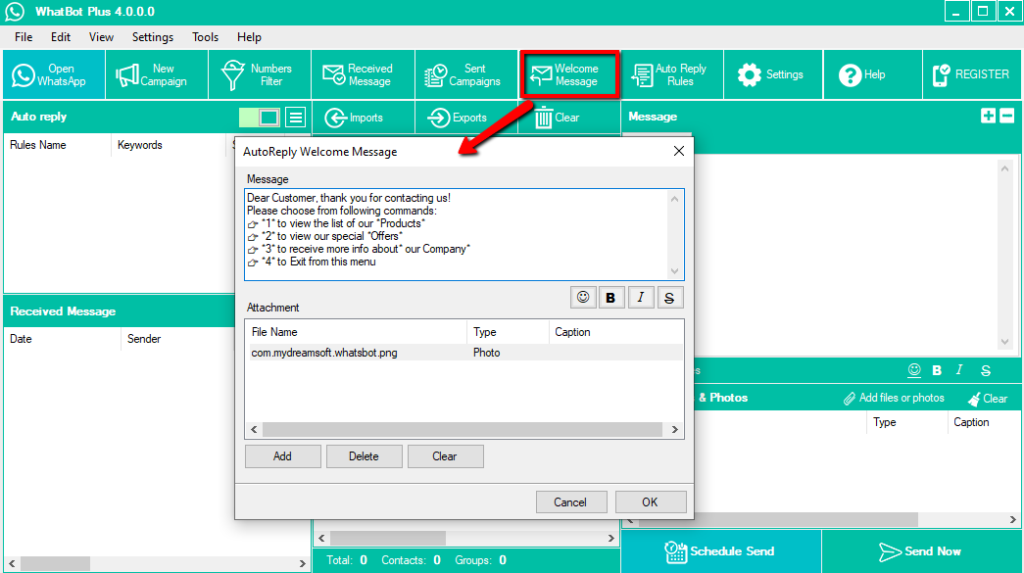 WhatBot Plus 4.0.0.0
File Edit View Settings Tools Help
Open WhatsApp
New Campaign
Numbers Filter
Received Message
Sent Campaigns
Welcome Message
Auto Reply Rules
Settings
Help
REGISTER
Auto reply
Imports
Exports
Clear
Message
Rules Name Keywords
AutoReply Welcome Message
Message
Dear Customer, thank you for contacting us!
Please choose from following commands:
👉 *1* to view the list of our *Products*
👉 *2* to view our special *Offers*
👉 *3* to receive more info about* our Company*
👉 *4* to Exit from this menu
B I S
Attachment
File Name Type Caption
com.mydreamsoft.whatsbot.png Photo
Add Delete Clear
Cancel OK
Received Message
Date Sender
B I S
& Photos
Add files or photos
Clear
Type Caption
Total: 0 Contacts: 0 Groups: 0
Schedule Send
Send Now